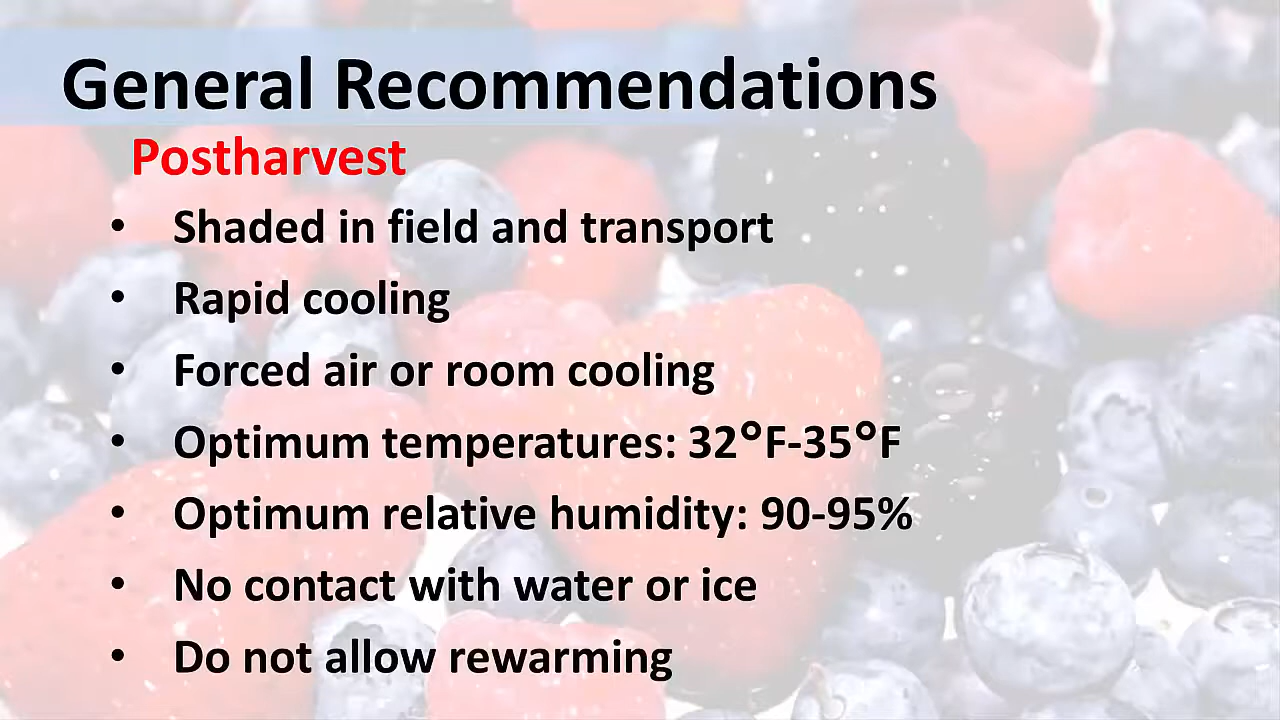 General Recommendations
Postharvest
• Shaded in field and transport
• Rapid cooling
• Forced air or room cooling
• Optimum temperatures: 32°F-35°F
• Optimum relative humidity: 90-95%
• No contact with water or ice
• Do not allow rewarming